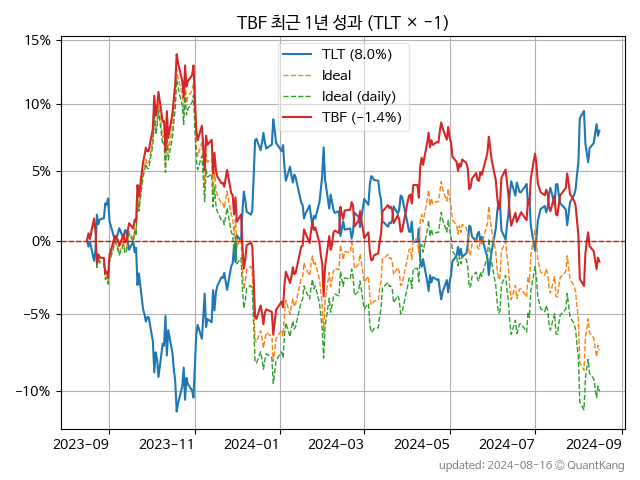 TBF 최근 1년 성과 (TLT × −1)
15%
10%
5%
0%
−5%
−10%
TLT (8.0%)
Ideal
Ideal (daily)
TBF (−1.4%)
2023-09
2023-11
2024-01
2024-03
2024-05
2024-07
2024-09
updated: 2024-08-16 © QuantKang